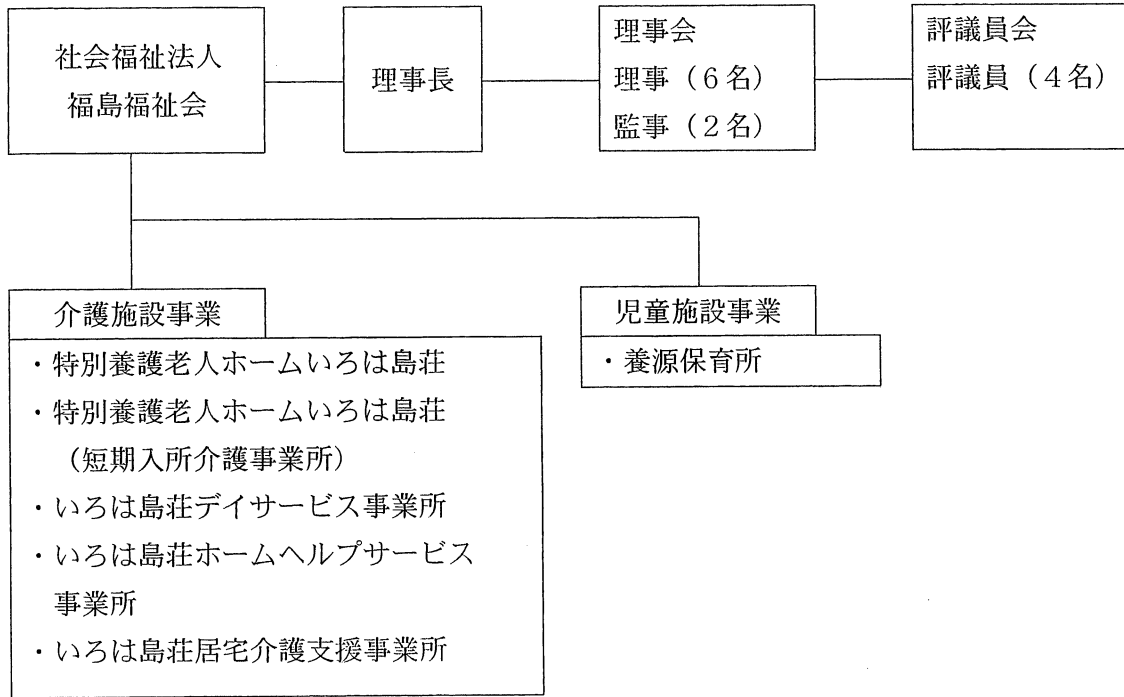 社会福祉法人
福島福祉会
理事長
理事会
理事（６名）
監事（２名）
評議員会
評議員（４名）
介護施設事業
・特別養護老人ホームいろは島荘
・特別養護老人ホームいろは島荘
（短期入所介護事業所）
・いろは島荘デイサービス事業所
・いろは島荘ホームヘルプサービス
事業所
・いろは島荘居宅介護支援事業所
児童施設事業
・養源保育所